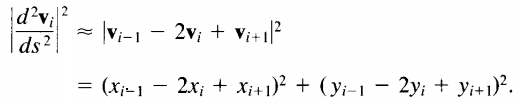 |d²vᵢ/ds²|² ≈ |vᵢ₋₁ − 2vᵢ + vᵢ₊₁|²
= (xᵢ₋₁ − 2xᵢ + xᵢ₊₁)² + (yᵢ₋₁ − 2yᵢ + yᵢ₊₁)².